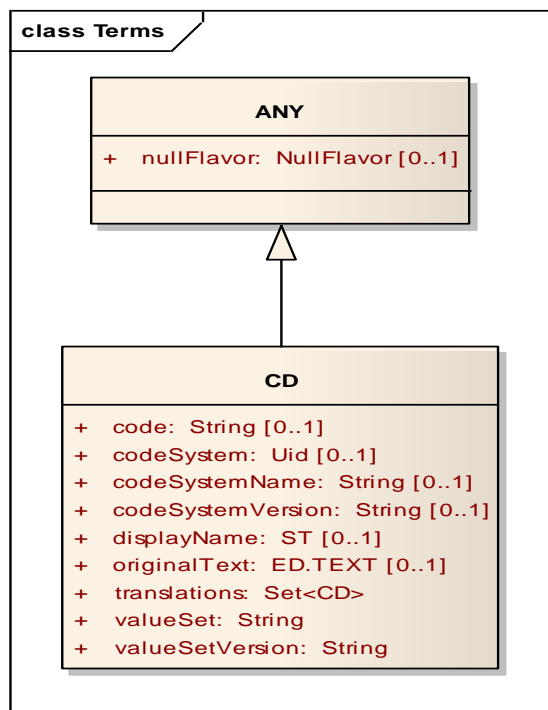 class Terms
ANY
+ nullFlavor: NullFlavor [0..1]
CD
+ code: String [0..1]
+ codeSystem: Uid [0..1]
+ codeSystemName: String [0..1]
+ codeSystemVersion: String [0..1]
+ displayName: ST [0..1]
+ originalText: ED.TEXT [0..1]
+ translations: Set<CD>
+ valueSet: String
+ valueSetVersion: String